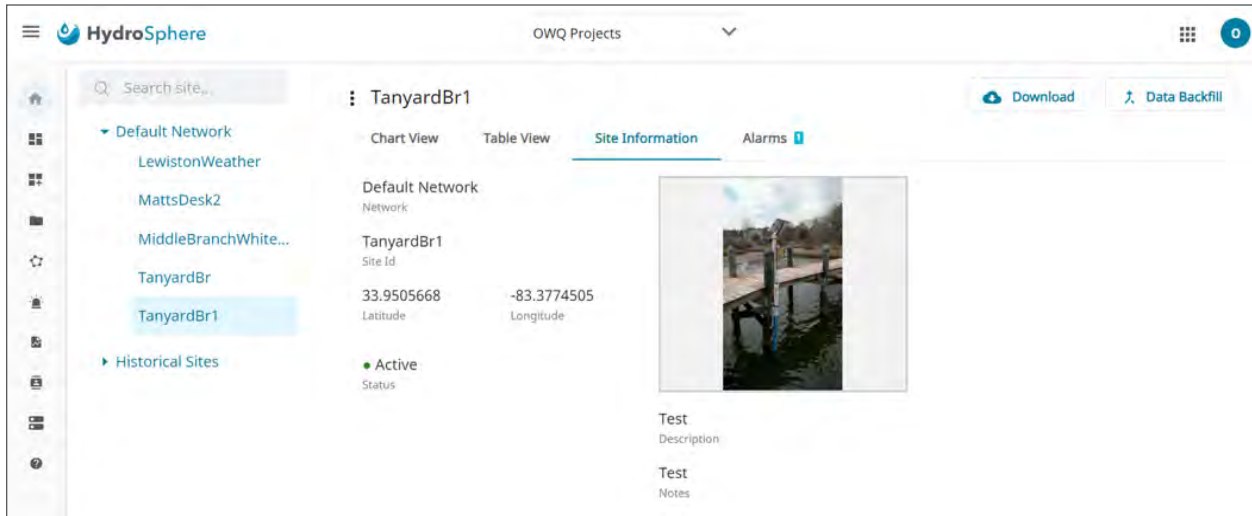 HydroSphere
OWQ Projects
O
Search site...
Default Network
LewistonWeather
MattsDesk2
MiddleBranchWhite...
TanyardBr
TanyardBr1
Historical Sites
TanyardBr1
Download
Data Backfill
Chart View
Table View
Site Information
Alarms 1
Default Network
Network
TanyardBr1
Site Id
33.9505668 -83.3774505
Latitude Longitude
Active
Status
Test
Description
Test
Notes